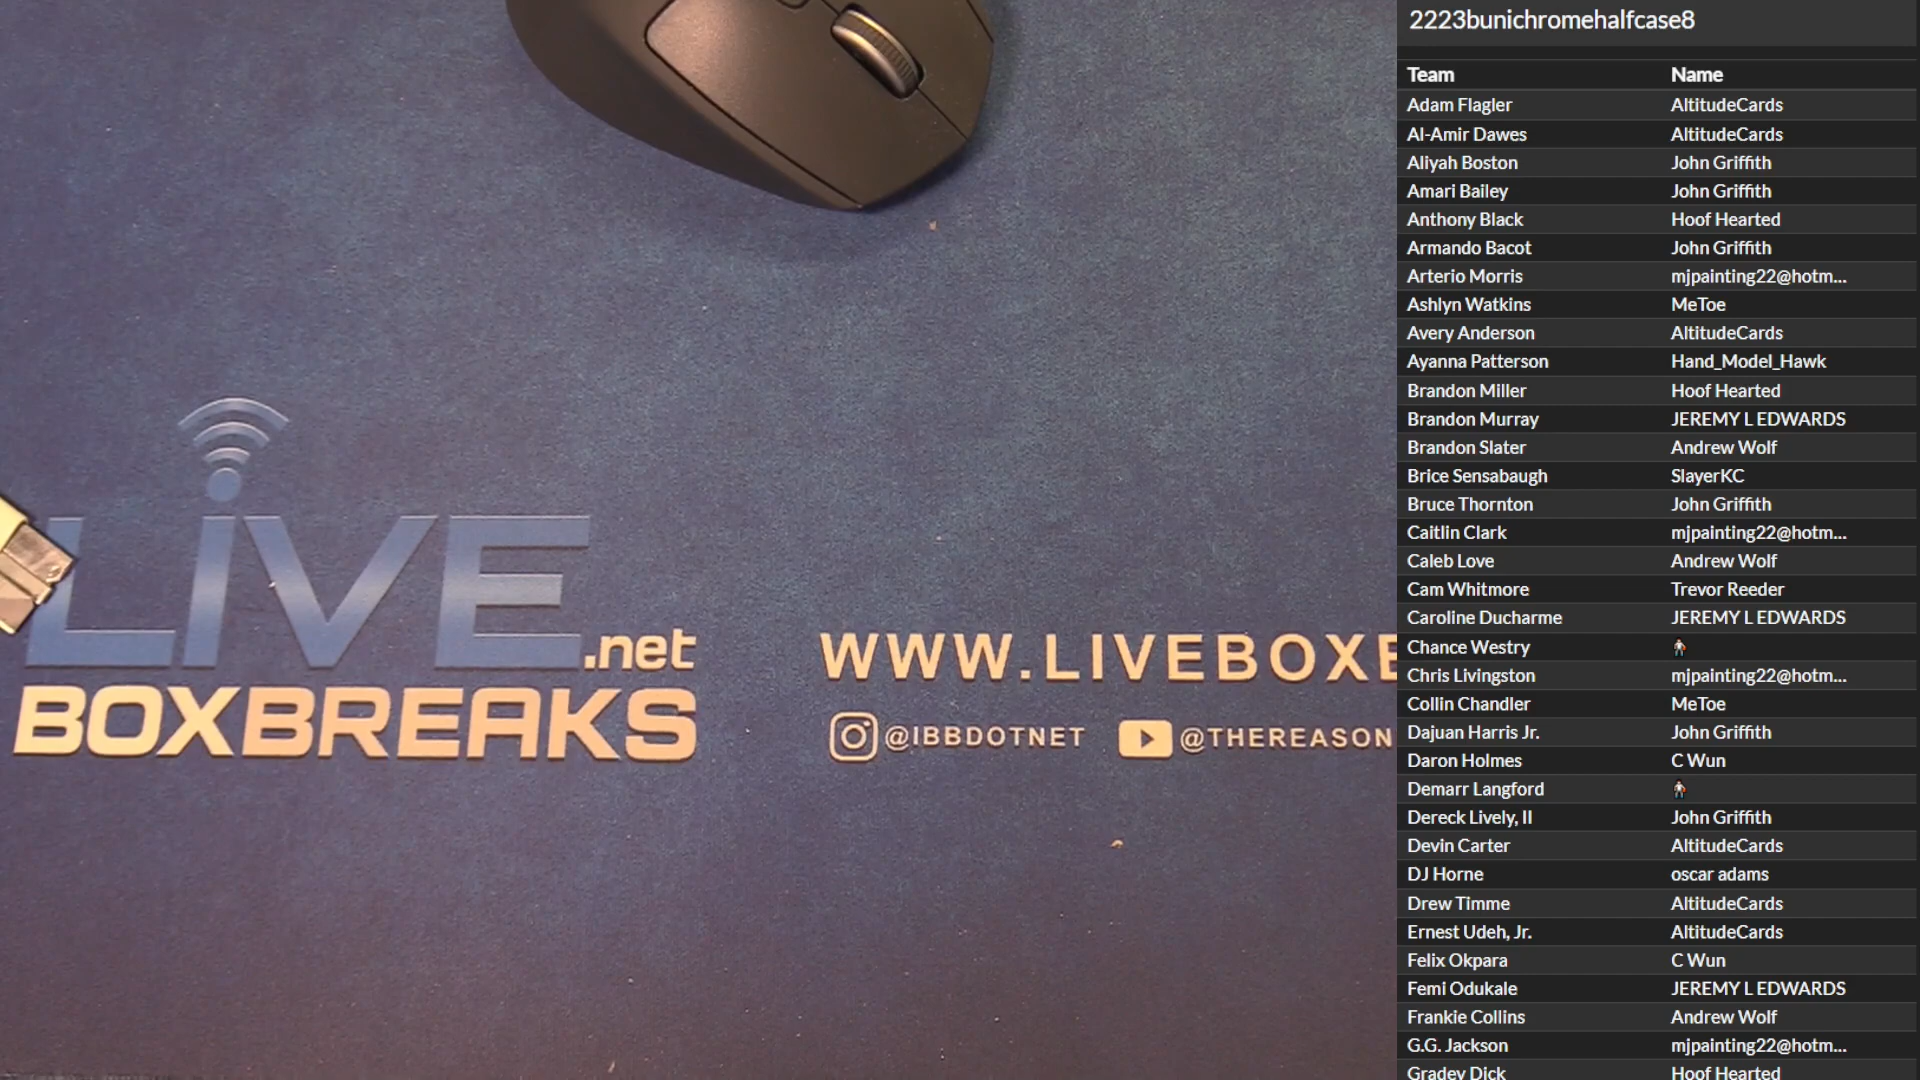 2223bunichromehalfcase8
Team Name
Adam Flagler AltitudeCards
Al-Amir Dawes AltitudeCards
Aliyah Boston John Griffith
Amari Bailey John Griffith
Anthony Black Hoof Hearted
Armando Bacot John Griffith
Arterio Morris mjpainting22@hotm...
Ashlyn Watkins MeToe
Avery Anderson AltitudeCards
Ayanna Patterson Hand_Model_Hawk
Brandon Miller Hoof Hearted
Brandon Murray JEREMY L EDWARDS
Brandon Slater Andrew Wolf
Brice Sensabaugh SlayerKC
Bruce Thornton John Griffith
Caitlin Clark mjpainting22@hotm...
Caleb Love Andrew Wolf
Cam Whitmore Trevor Reeder
Caroline Ducharme JEREMY L EDWARDS
Chance Westry
Chris Livingston mjpainting22@hotm...
Collin Chandler MeToe
Dajuan Harris Jr. John Griffith
Daron Holmes C Wun
Demarr Langford
Dereck Lively, II John Griffith
Devin Carter AltitudeCards
DJ Horne oscar adams
Drew Timme AltitudeCards
Ernest Udeh, Jr. AltitudeCards
Felix Okpara C Wun
Femi Odukale JEREMY L EDWARDS
Frankie Collins Andrew Wolf
G.G. Jackson mjpainting22@hotm...
Gradey Dick Hoof Hearted
LIVE.net
BOXBREAKS
WWW.LIVEBOXB
@IBBDOTNET @THEREASON